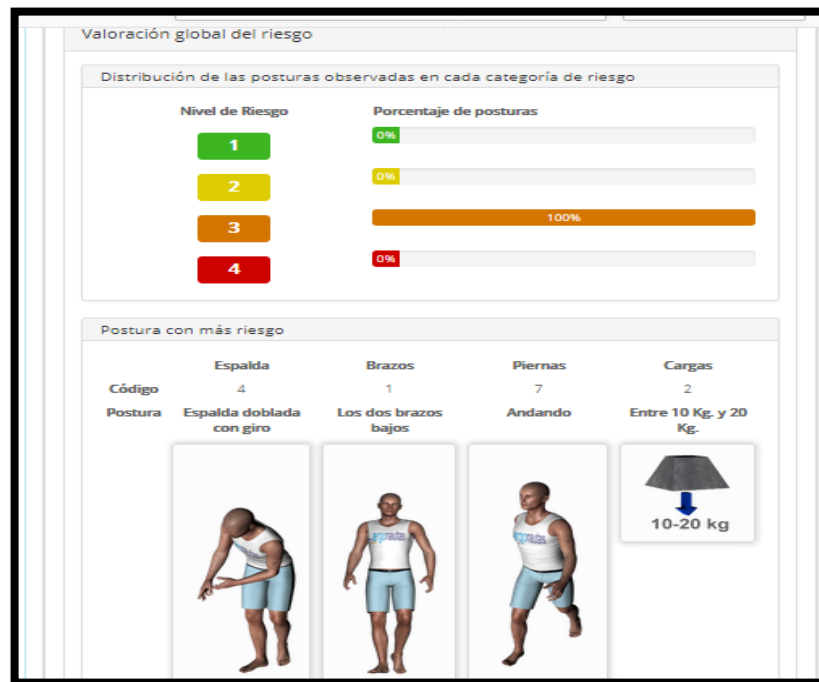 Valoración global del riesgo
Distribución de las posturas observadas en cada categoría de riesgo
Nivel de Riesgo Porcentaje de posturas
1 0%
2 0%
3 100%
4 0%
Postura con más riesgo
Espalda Brazos Piernas Cargas
Código 4 1 7 2
Postura Espalda doblada Los dos brazos Andando Entre 10 Kg. y 20
con giro bajos Kg.
10-20 kg